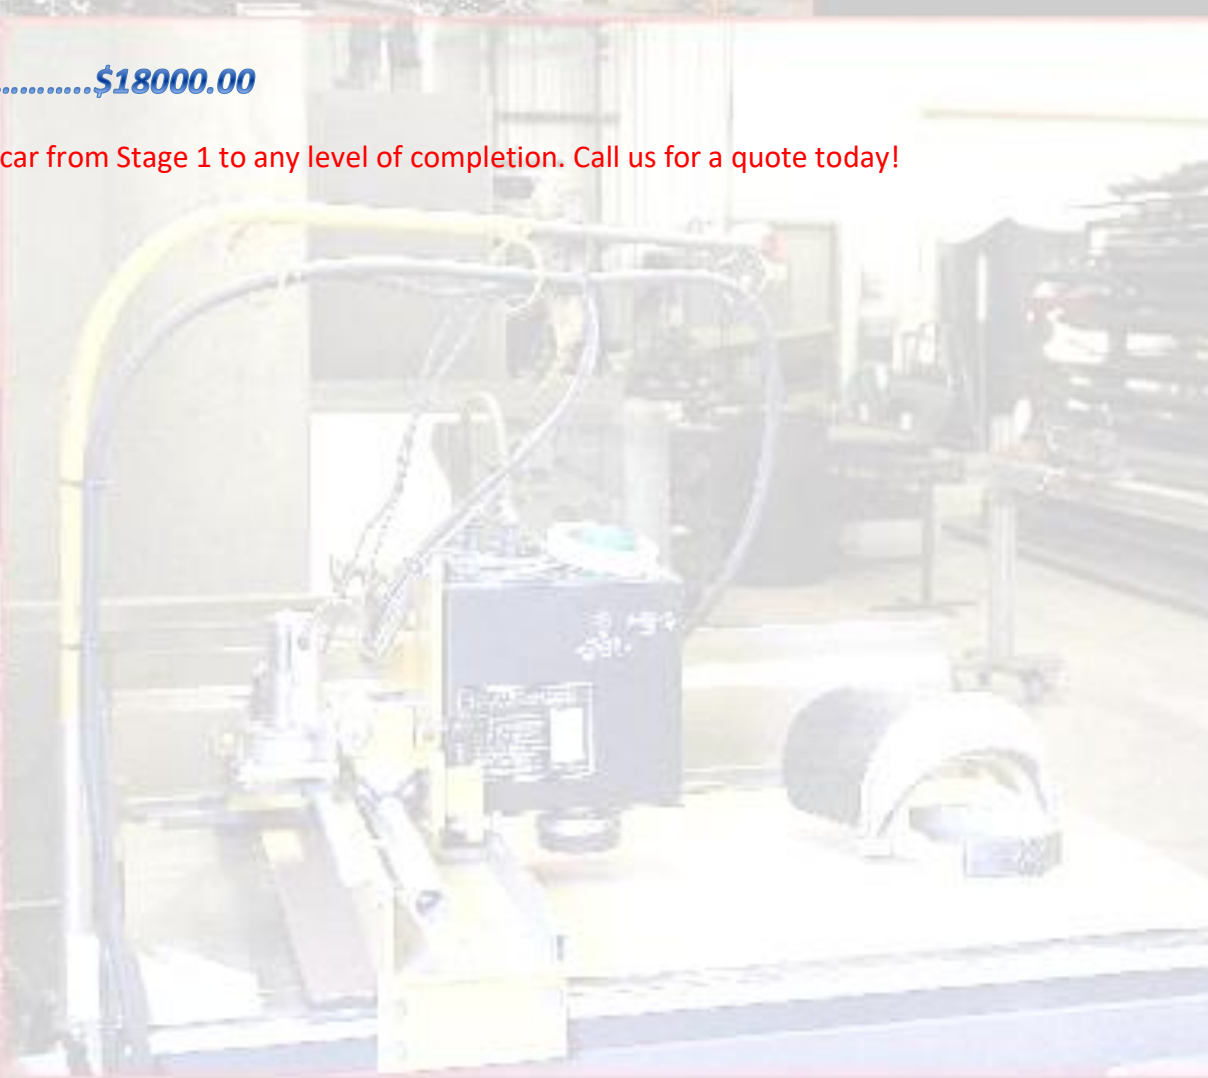 ...........$18000.00
car from Stage 1 to any level of completion. Call us for a quote today!